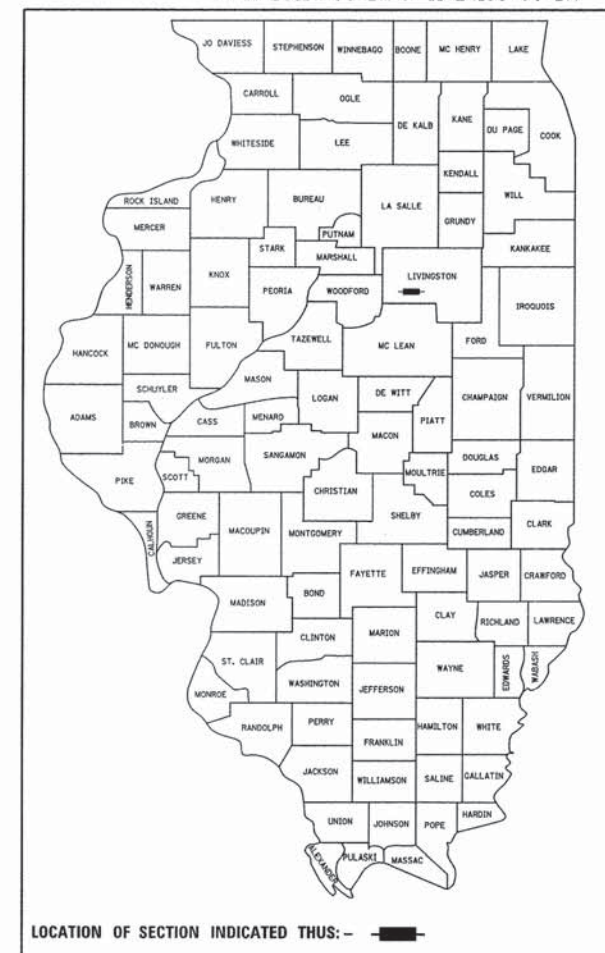 JO DAVIESS STEPHENSON WINNEBAGO BOONE MC HENRY LAKE
CARROLL OGLE DE KALB KANE DU PAGE COOK
WHITESIDE LEE
KENDALL WILL
ROCK ISLAND HENRY BUREAU LA SALLE GRUNDY
MERCER PUTNAM
STARK MARSHALL KANKAKEE
HENDERSON WARREN KNOX PEORIA WOODFORD LIVINGSTON
IROQUOIS
HANCOCK MC DONOUGH FULTON TAZEWELL MC LEAN FORD
SCHUYLER MASON
ADAMS BROWN CASS MENARD LOGAN DE WITT PIATT CHAMPAIGN VERMILION
MACON
PIKE SCOTT MORGAN SANGAMON MOULTRIE DOUGLAS EDGAR
CHRISTIAN COLES
CALHOUN GREENE MACOUPIN MONTGOMERY SHELBY CUMBERLAND CLARK
JERSEY
MADISON BOND FAYETTE EFFINGHAM JASPER CRAWFORD
CLINTON MARION CLAY RICHLAND LAWRENCE
ST. CLAIR WASHINGTON WAYNE EDWARDS WABASH
MONROE JEFFERSON
RANDOLPH PERRY HAMILTON WHITE
FRANKLIN
JACKSON WILLIAMSON SALINE GALLATIN
UNION JOHNSON POPE HARDIN
ALEXANDER PULASKI MASSAC
LOCATION OF SECTION INDICATED THUS: -